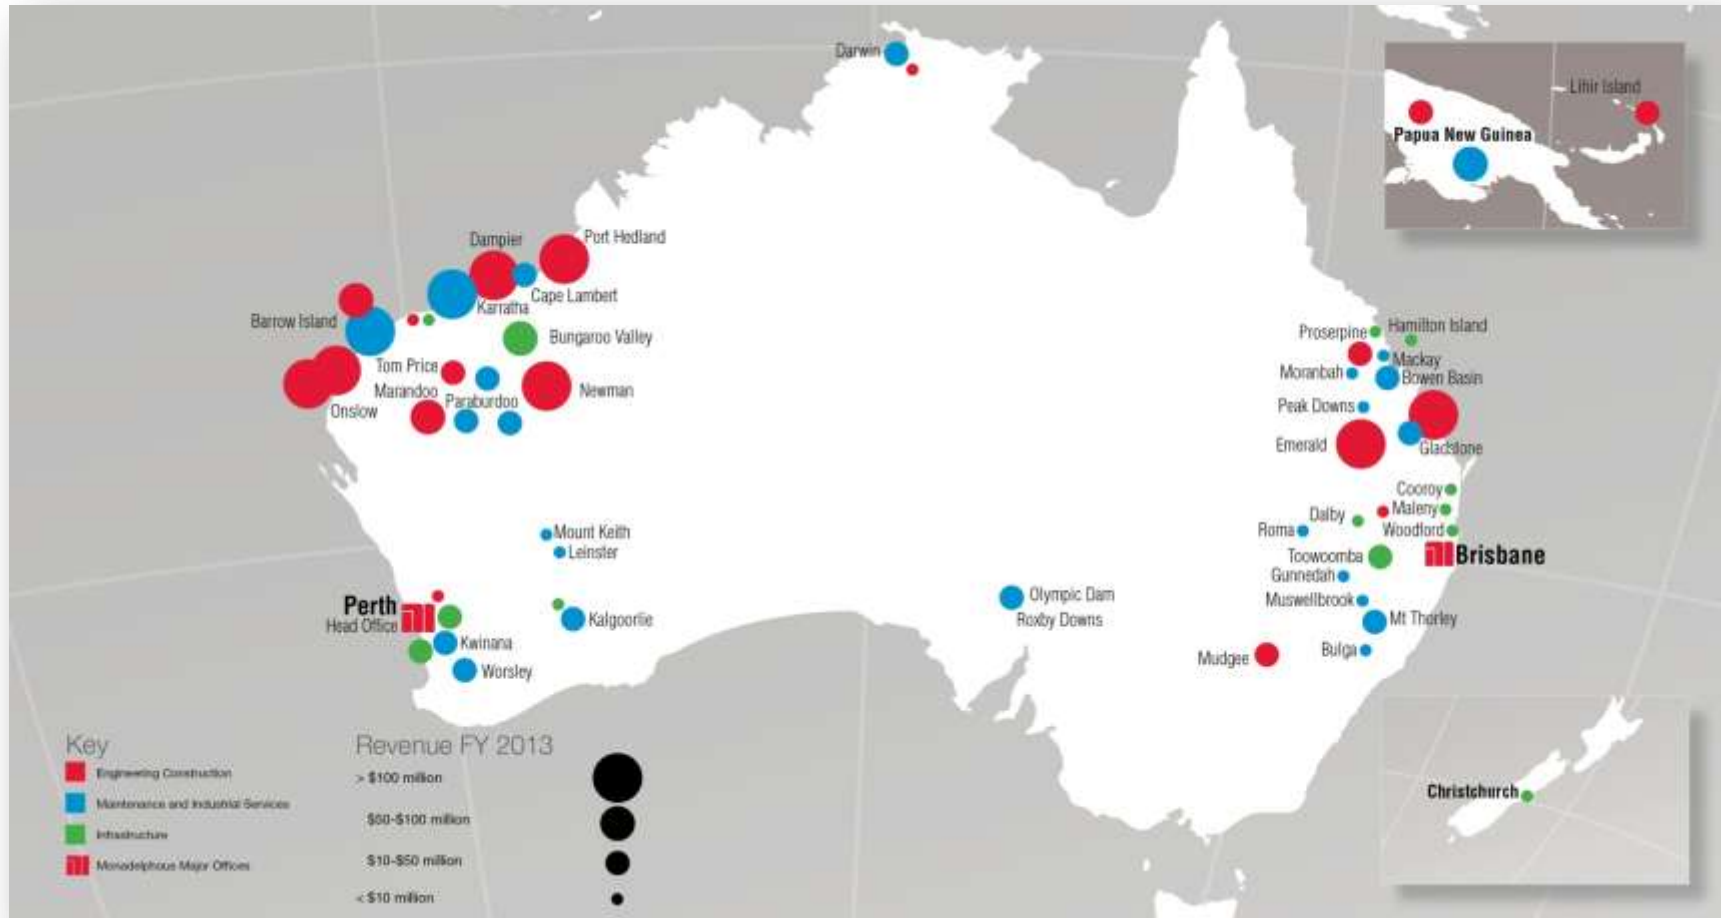 Darwin
Lihir Island
Papua New Guinea
Dampier
Port Hedland
Cape Lambert
Karratha
Barrow Island
Bungaroo Valley
Tom Price
Marandoo
Paraburdoo
Newman
Onslow
Proserpine
Hamilton Island
Mackay
Moranbah
Bowen Basin
Peak Downs
Emerald
Gladstone
Cooroy
Maleny
Dalby
Roma
Woodford
Toowoomba
Brisbane
Gunnedah
Muswellbrook
Mt Thorley
Bulga
Mudgee
Mount Keith
Leinster
Perth
Head Office
Kalgoorlie
Kwinana
Worsley
Olympic Dam
Roxby Downs
Christchurch
Key
Engineering Construction
Maintenance and Industrial Services
Infrastructure
Monadelphous Major Offices
Revenue FY 2013
> $100 million
$50-$100 million
$10-$50 million
< $10 million